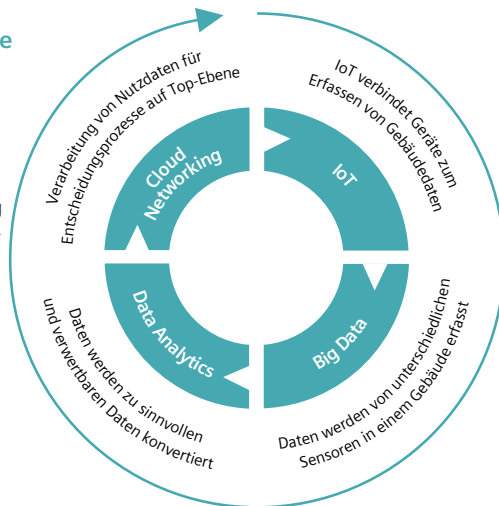 e
IoT verbindet Geräte zum
Erfassen von Gebäudedaten
IoT
Big Data
Daten werden von unterschiedlichen
Sensoren in einem Gebäude erfasst
Data Analytics
Daten werden zu sinnvollen
und verwertbaren Daten konvertiert
Cloud
Networking
Verarbeitung von Nutzdaten für
Entscheidungsprozesse auf Top-Ebene